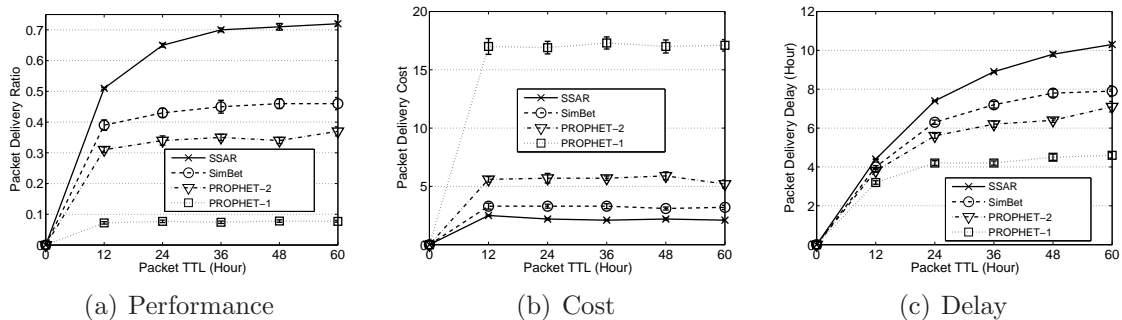 0.7
0.6
0.5
0.4
0.3
0.2
0.1
0
Packet Delivery Ratio
SSAR
SimBet
PROPHET−2
PROPHET−1
0 12 24 36 48 60
Packet TTL (Hour)
(a) Performance
20
15
10
5
0
Packet Delivery Cost
SSAR
SimBet
PROPHET−2
PROPHET−1
0 12 24 36 48 60
Packet TTL (Hour)
(b) Cost
12
10
8
6
4
2
0
Packet Delivery Delay (Hour)
SSAR
SimBet
PROPHET−2
PROPHET−1
0 12 24 36 48 60
Packet TTL (Hour)
(c) Delay